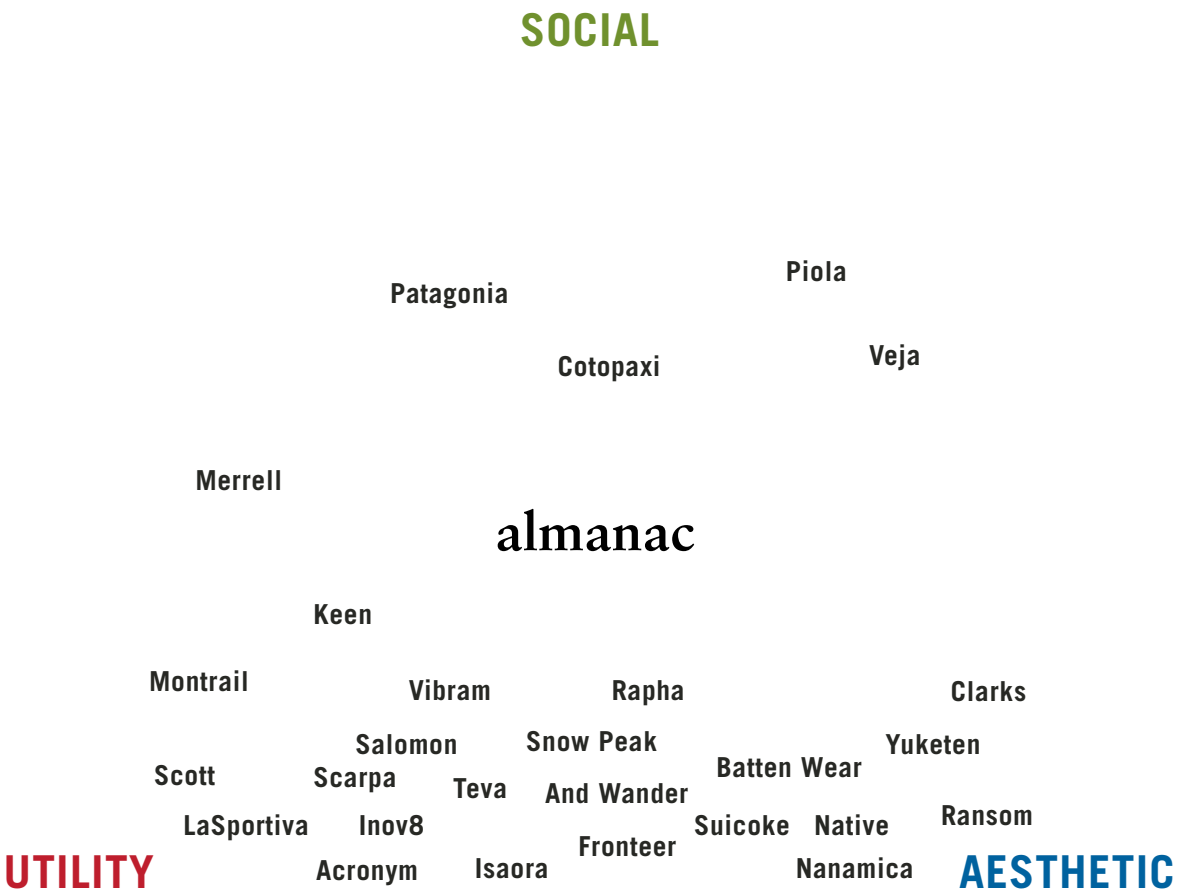 SOCIAL
Piola
Patagonia
Veja
Cotopaxi
Merrell
almanac
Keen
Montrail
Vibram
Rapha
Clarks
Salomon
Snow Peak
Yuketen
Batten Wear
Scott
Scarpa
Teva
And Wander
Ransom
LaSportiva
Inov8
Suicoke
Native
Fronteer
UTILITY
Acronym
Isaora
Nanamica
AESTHETIC